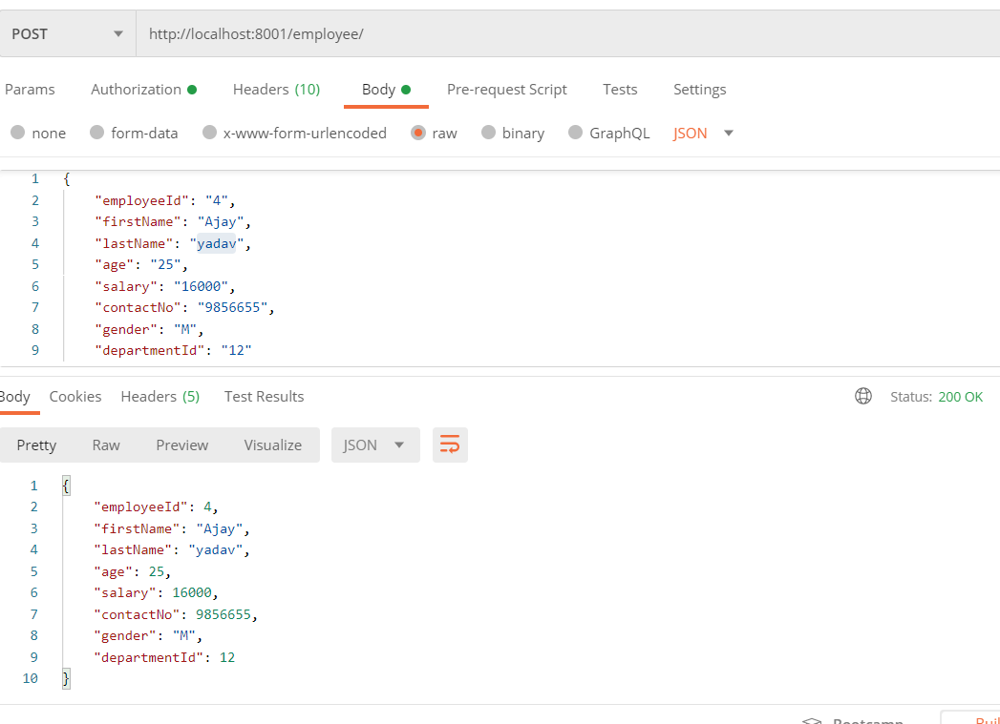 POST http://localhost:8001/employee/
Params Authorization Headers (10) Body Pre-request Script Tests Settings
none form-data x-www-form-urlencoded raw binary GraphQL JSON
1 {
2 "employeeId": "4",
3 "firstName": "Ajay",
4 "lastName": "yadav",
5 "age": "25",
6 "salary": "16000",
7 "contactNo": "9856655",
8 "gender": "M",
9 "departmentId": "12"
Body Cookies Headers (5) Test Results Status: 200 OK
Pretty Raw Preview Visualize JSON
1 {
2 "employeeId": 4,
3 "firstName": "Ajay",
4 "lastName": "yadav",
5 "age": 25,
6 "salary": 16000,
7 "contactNo": 9856655,
8 "gender": "M",
9 "departmentId": 12
10 }
Bootcamp